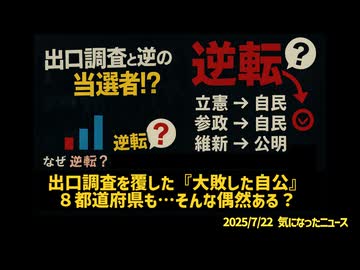 出口調査と逆の
当選者!?
逆転?
立憲→自民
参政→自民
維新→公明
逆転?
なぜ 逆転?
出口調査を覆した『大敗した自公』
8都道府県も…そんな偶然ある?
2025/7/22 気になったニュース